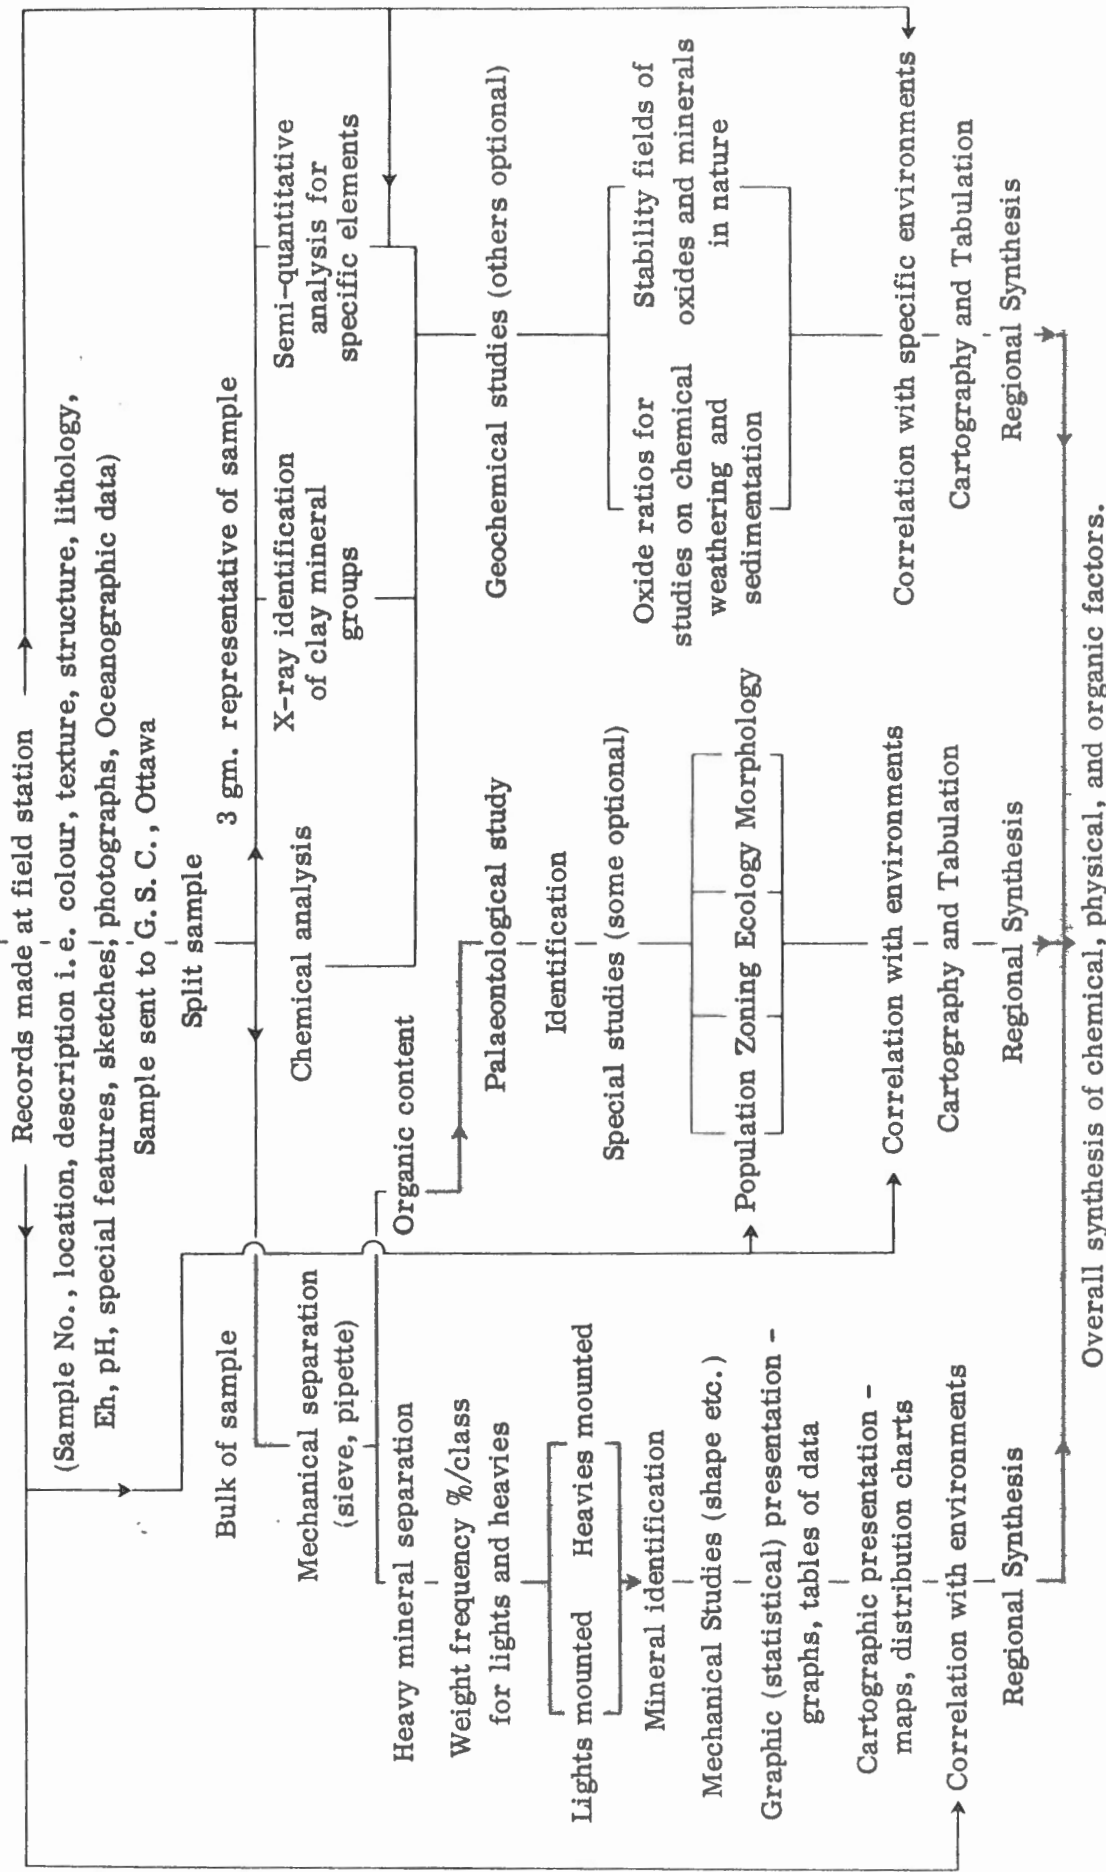 Records made at field station
(Sample No., location, description i.e. colour, texture, structure, lithology,
Eh, pH, special features, sketches, photographs, Oceanographic data)
Sample sent to G. S. C., Ottawa
Split sample
Bulk of sample
3 gm. representative of sample
Mechanical separation
(sieve, pipette)
Chemical analysis
X-ray identification
of clay mineral
groups
Semi-quantitative
analysis for
specific elements
Heavy mineral separation
Organic content
Weight frequency %/class
for lights and heavies
Palaeontological study
Geochemical studies (others optional)
Identification
Lights mounted
Heavies mounted
Special studies (some optional)
Mineral identification
Oxide ratios for
studies on chemical
weathering and
sedimentation
Stability fields of
oxides and minerals
in nature
Mechanical Studies (shape etc.)
Population Zoning Ecology Morphology
Graphic (statistical) presentation -
graphs, tables of data
Cartographic presentation -
maps, distribution charts
Correlation with environments
Correlation with specific environments
Correlation with environments
Cartography and Tabulation
Cartography and Tabulation
Regional Synthesis
Regional Synthesis
Regional Synthesis
Overall synthesis of chemical, physical, and organic factors.